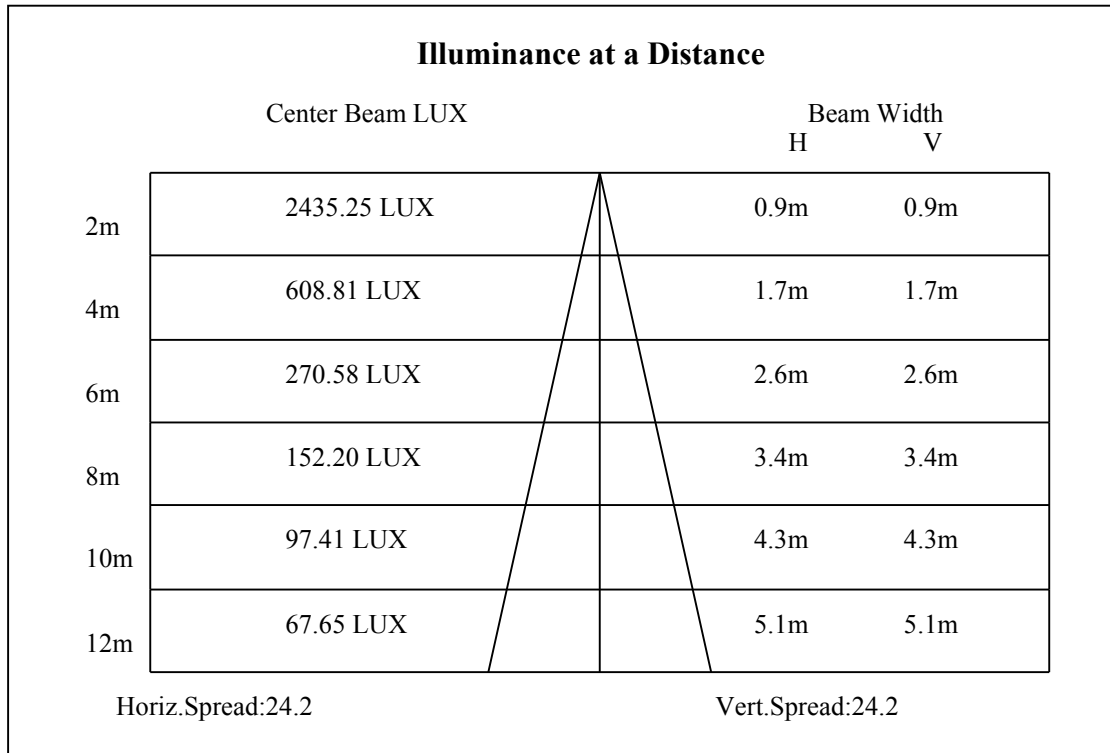 Illuminance at a Distance
Center Beam LUX Beam Width
H V
2m 2435.25 LUX 0.9m 0.9m
4m 608.81 LUX 1.7m 1.7m
6m 270.58 LUX 2.6m 2.6m
8m 152.20 LUX 3.4m 3.4m
10m 97.41 LUX 4.3m 4.3m
12m 67.65 LUX 5.1m 5.1m
Horiz.Spread:24.2 Vert.Spread:24.2